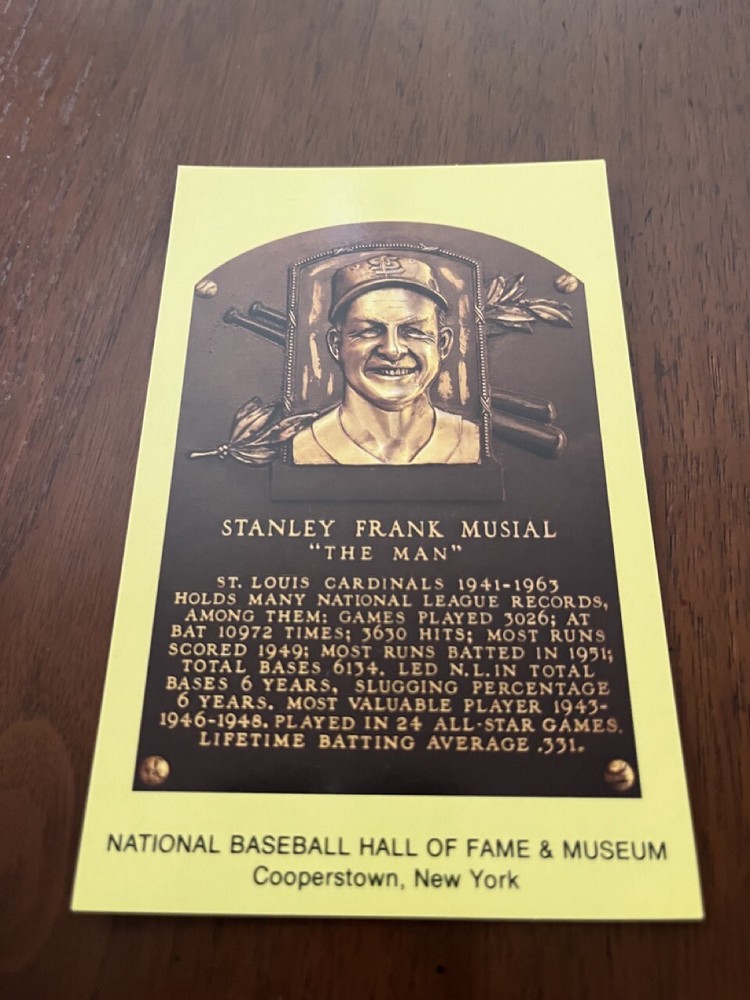 STL
STANLEY FRANK MUSIAL
"THE MAN"
ST. LOUIS CARDINALS 1941-1963
HOLDS MANY NATIONAL LEAGUE RECORDS,
AMONG THEM: GAMES PLAYED 3026; AT
BAT 10972 TIMES; 3630 HITS; MOST RUNS
SCORED 1949; MOST RUNS BATTED IN 1951;
TOTAL BASES 6134. LED N.L. IN TOTAL
BASES 6 YEARS, SLUGGING PERCENTAGE
6 YEARS. MOST VALUABLE PLAYER 1943-
1946-1948. PLAYED IN 24 ALL-STAR GAMES.
LIFETIME BATTING AVERAGE .331.
NATIONAL BASEBALL HALL OF FAME & MUSEUM
Cooperstown, New York